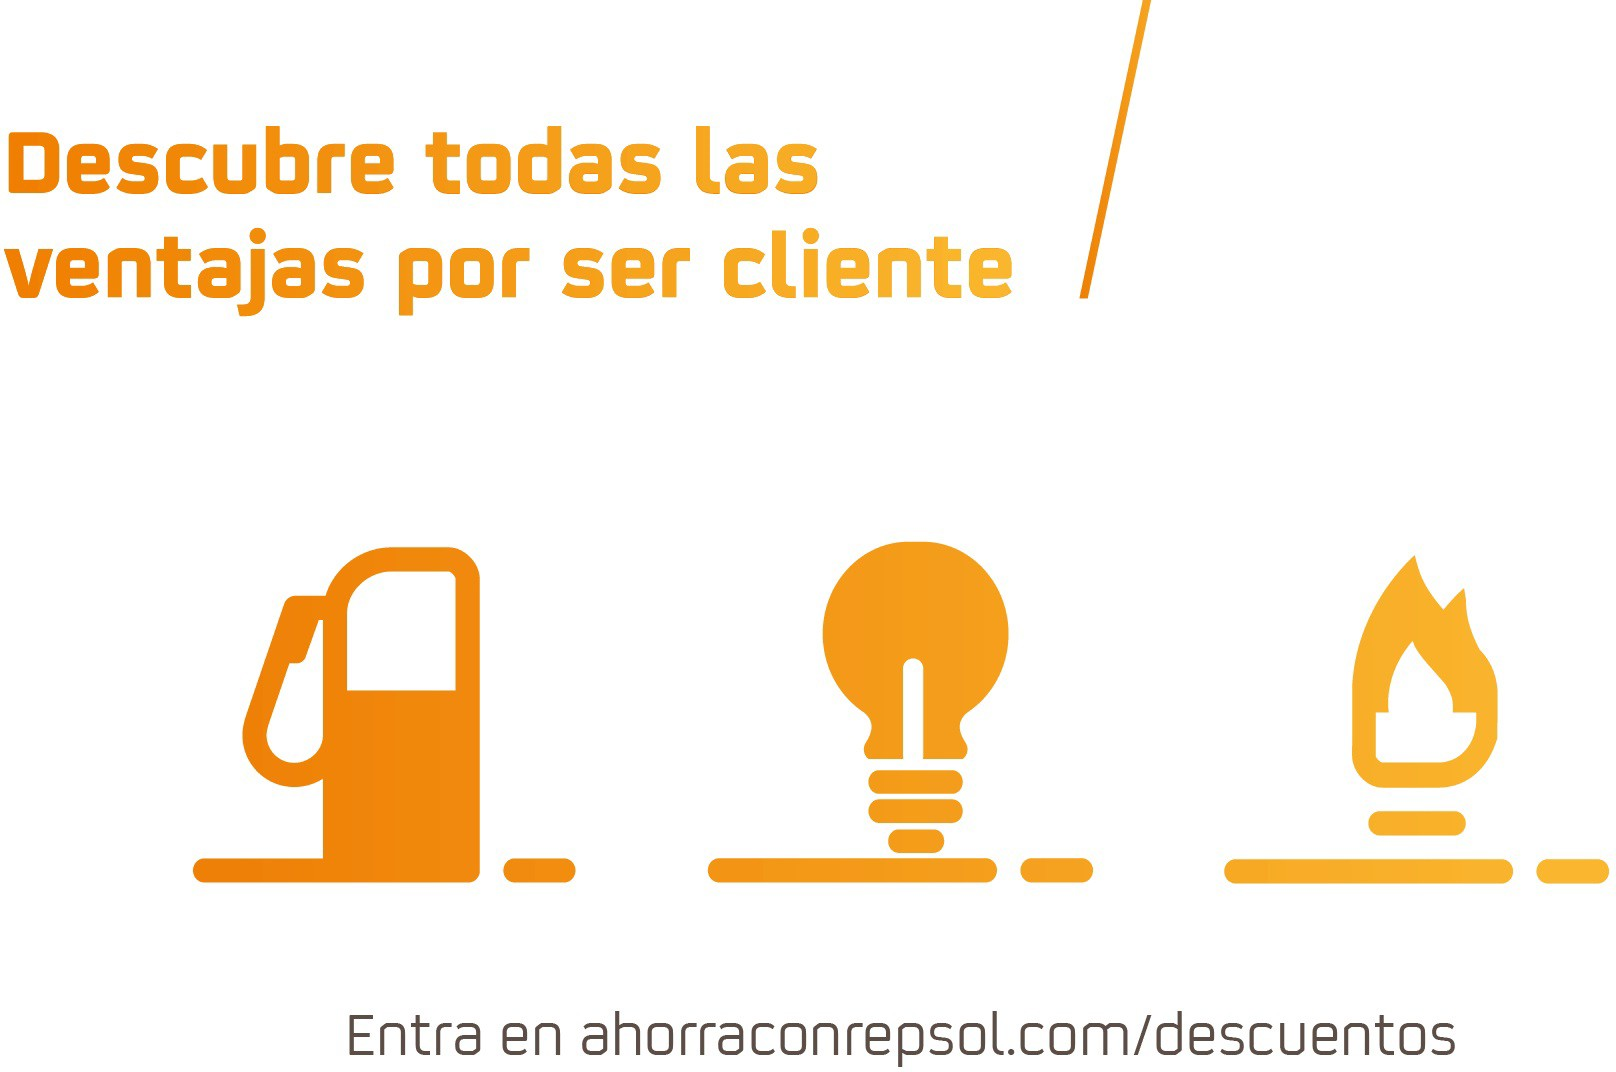 Descubre todas las
ventajas por ser cliente
Entra en ahorraconrepsol.com/descuentos